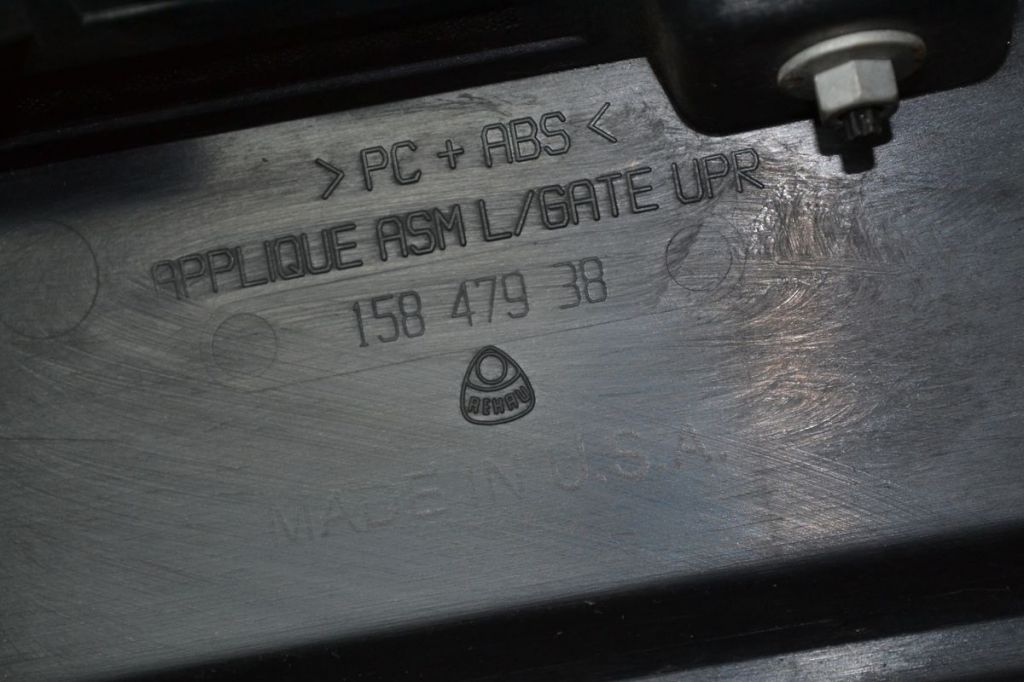 > PC + ABS <
APPLIQUE ASM L/GATE UPR
158 479 38
REHAU
MADE IN U.S.A.